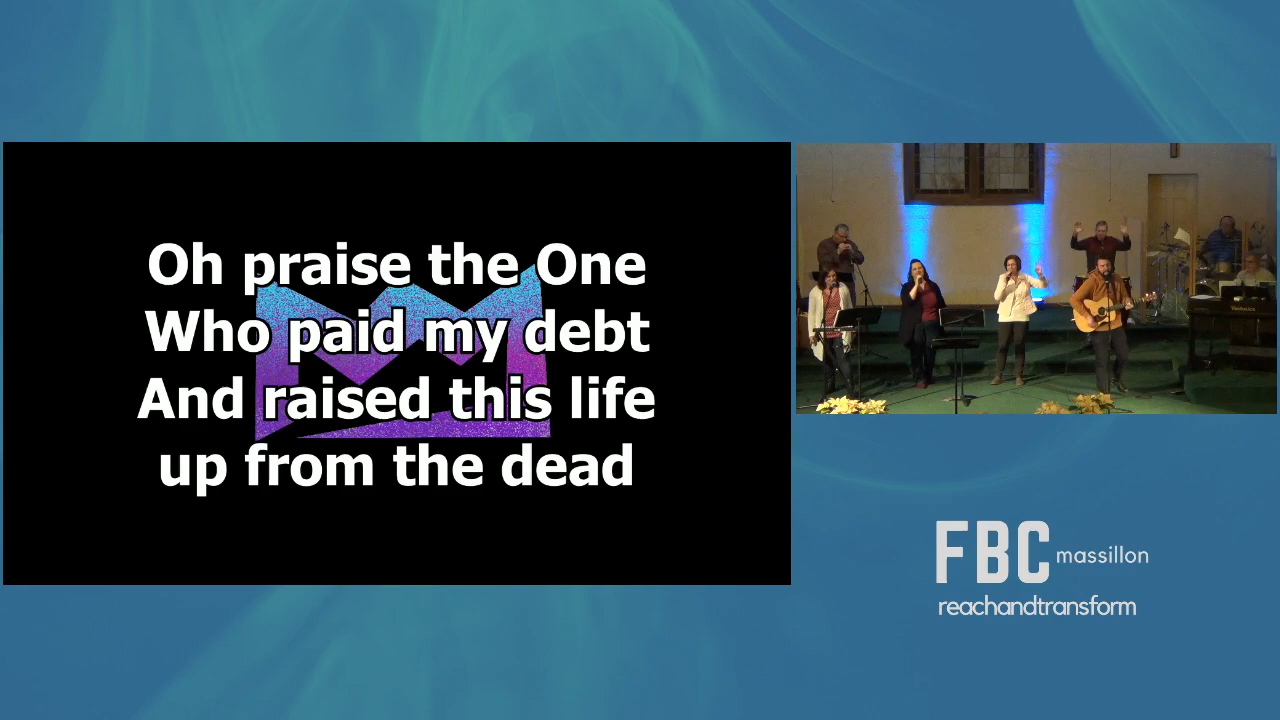 Oh praise the One
Who paid my debt
And raised this life
up from the dead
FBC massillon
reachandtransform